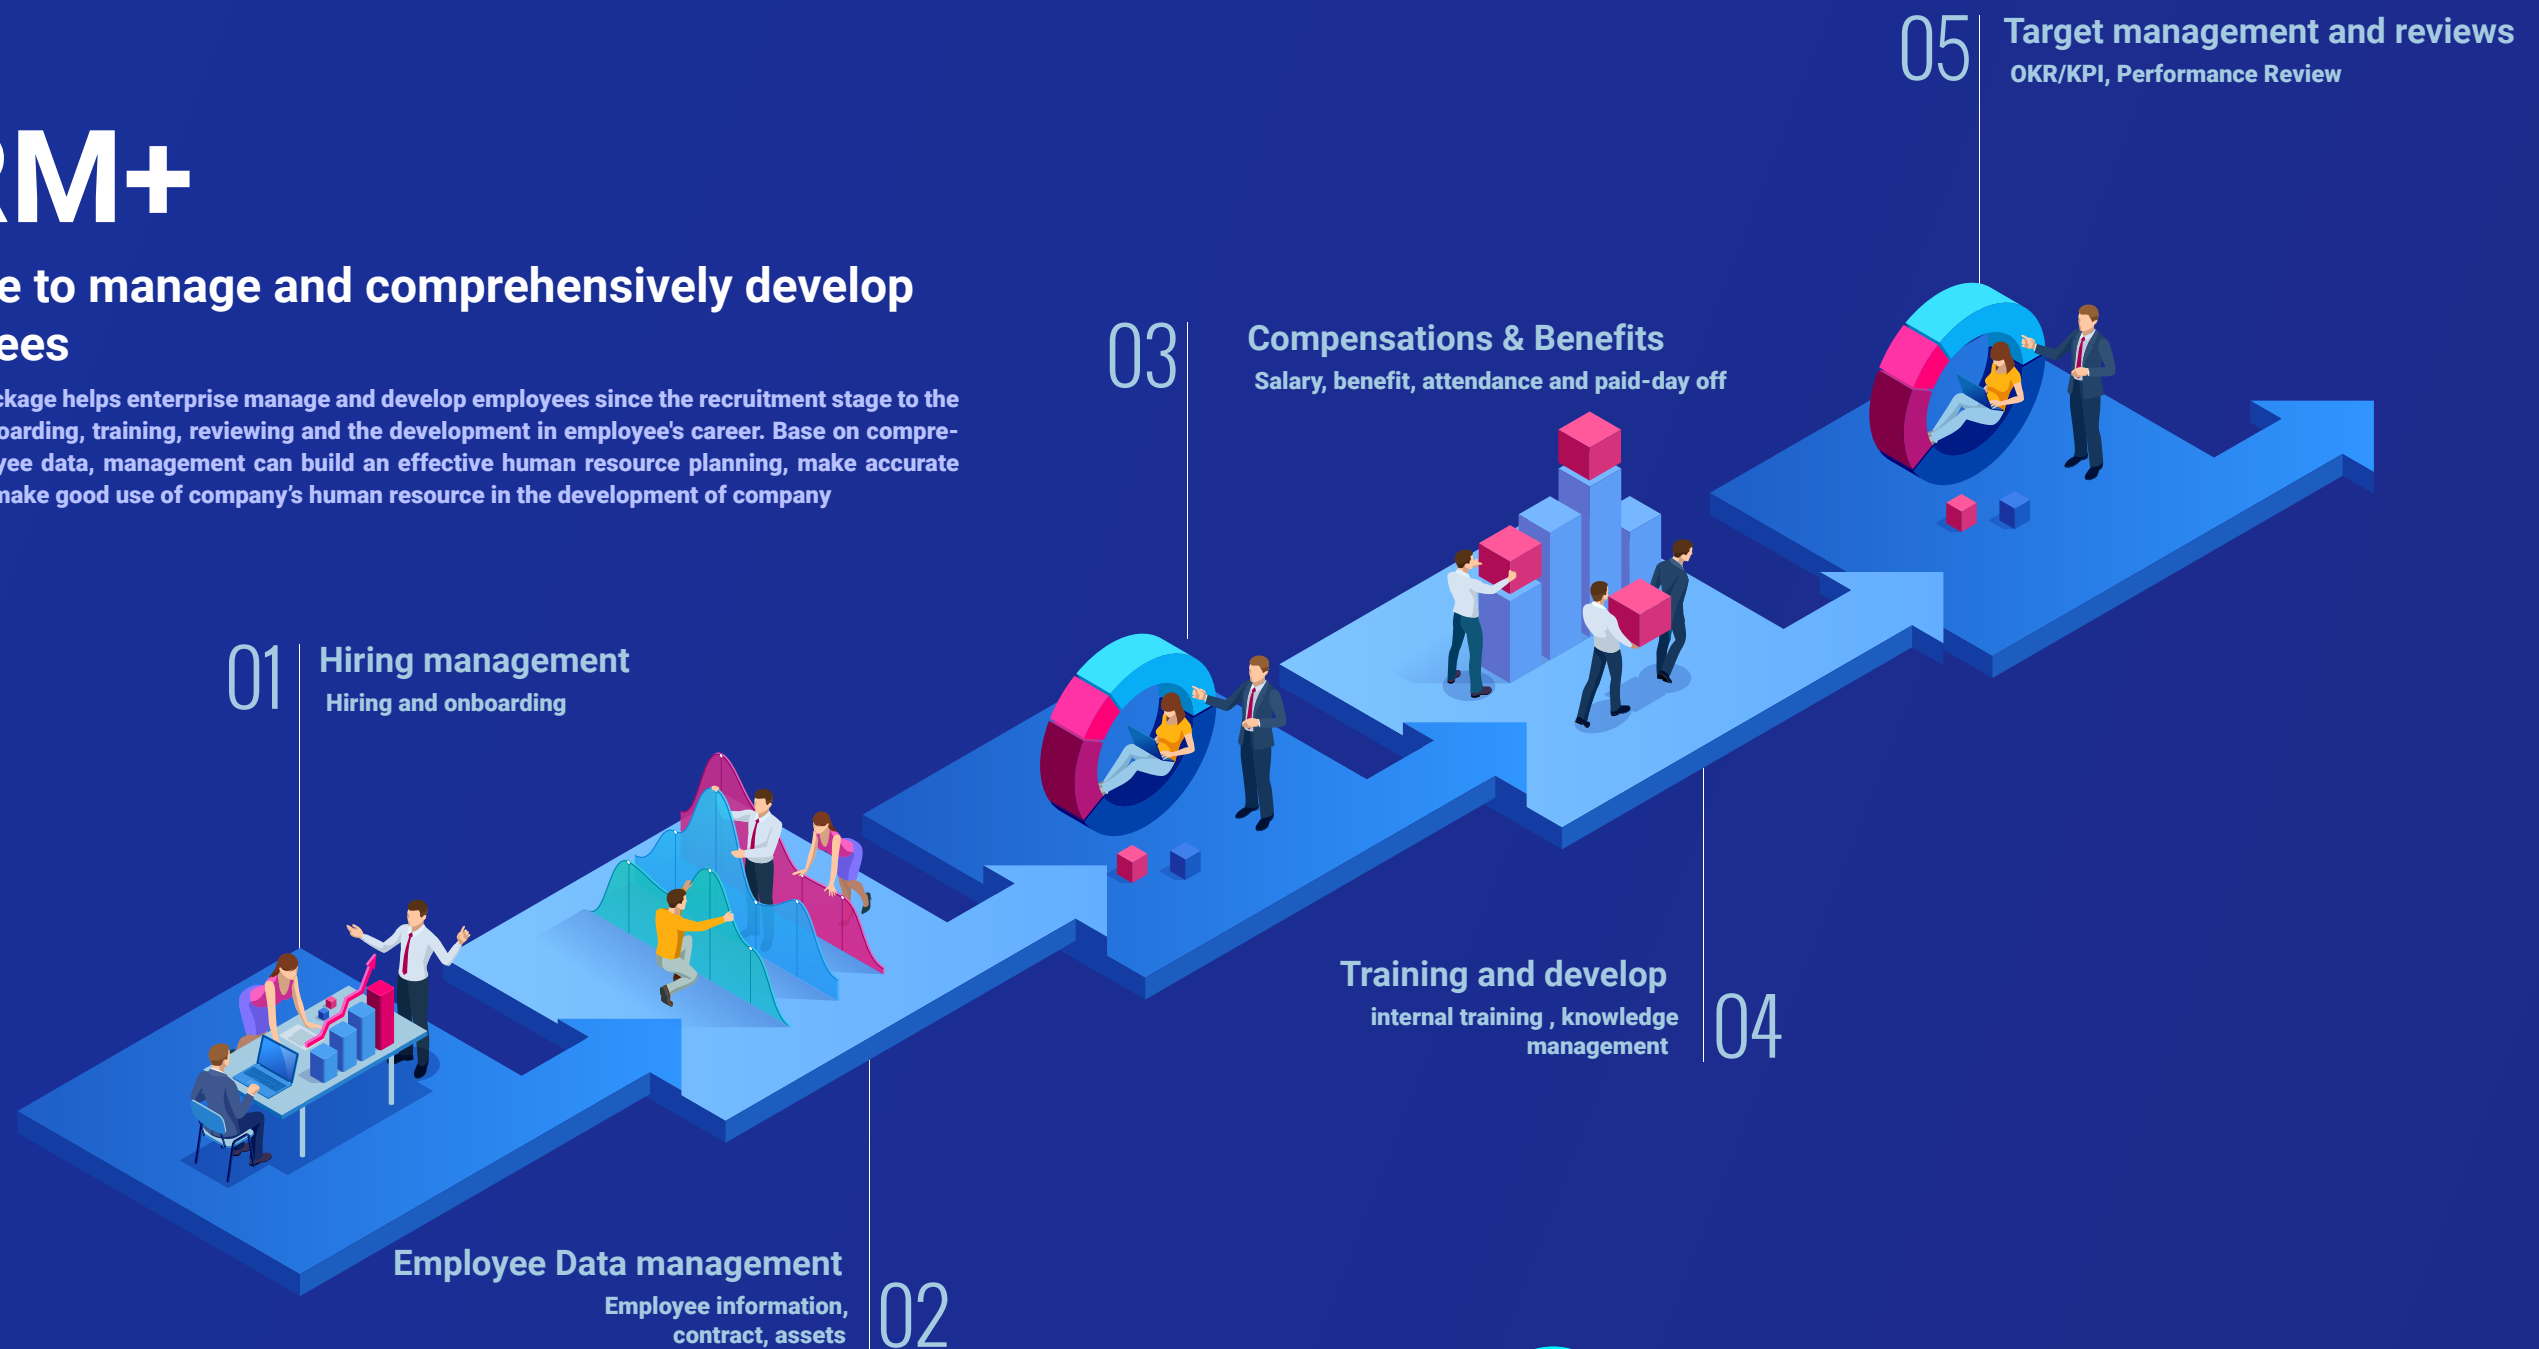 RM+
e to manage and comprehensively develop
ees
ckage helps enterprise manage and develop employees since the recruitment stage to the
oarding, training, reviewing and the development in employee's career. Base on compre-
yee data, management can build an effective human resource planning, make accurate
make good use of company's human resource in the development of company
01
Hiring management
Hiring and onboarding
Employee Data management
Employee information,
contract, assets
02
03
Compensations & Benefits
Salary, benefit, attendance and paid-day off
Training and develop
internal training , knowledge
management
04
05
Target management and reviews
OKR/KPI, Performance Review